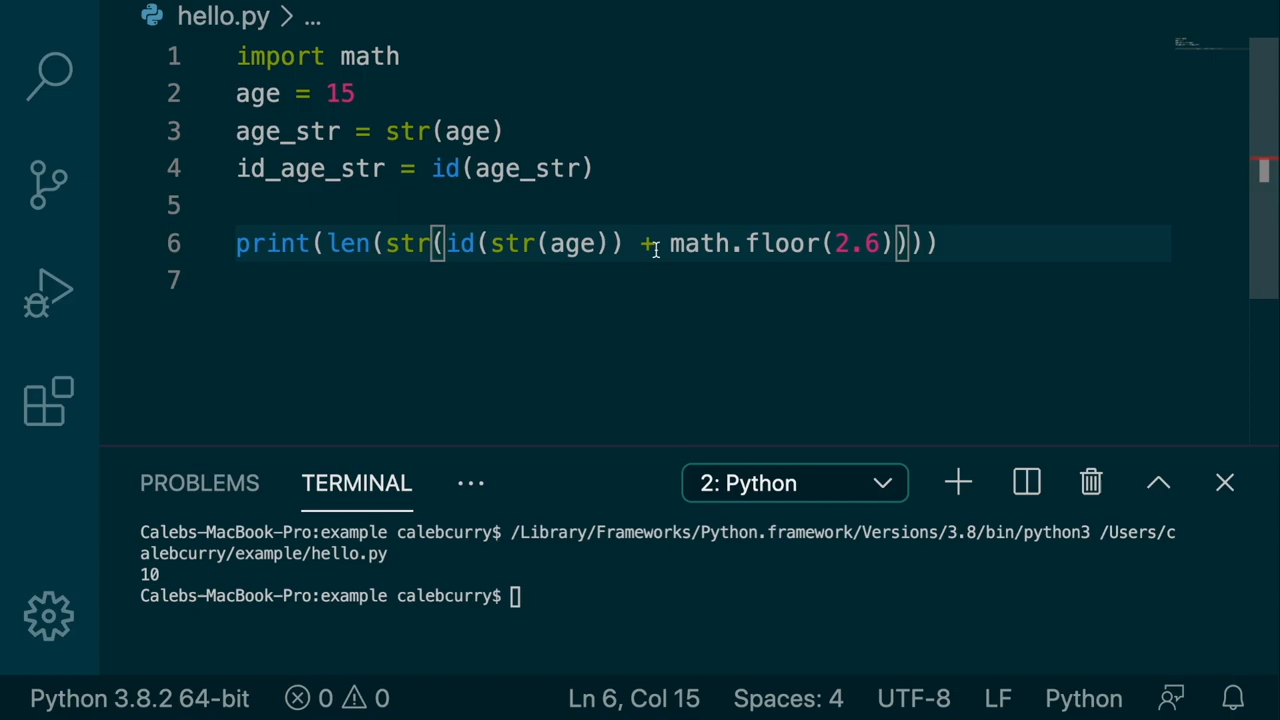 hello.py > ...
1 import math
2 age = 15
3 age_str = str(age)
4 id_age_str = id(age_str)
5
6 print(len(str(id(str(age)) + math.floor(2.6))))
7
PROBLEMS TERMINAL ... 2: Python
Calebs-MacBook-Pro:example calebcurry$ /Library/Frameworks/Python.framework/Versions/3.8/bin/python3 /Users/c
alebcurry/example/hello.py
10
Calebs-MacBook-Pro:example calebcurry$
Python 3.8.2 64-bit 0 0 Ln 6, Col 15 Spaces: 4 UTF-8 LF Python